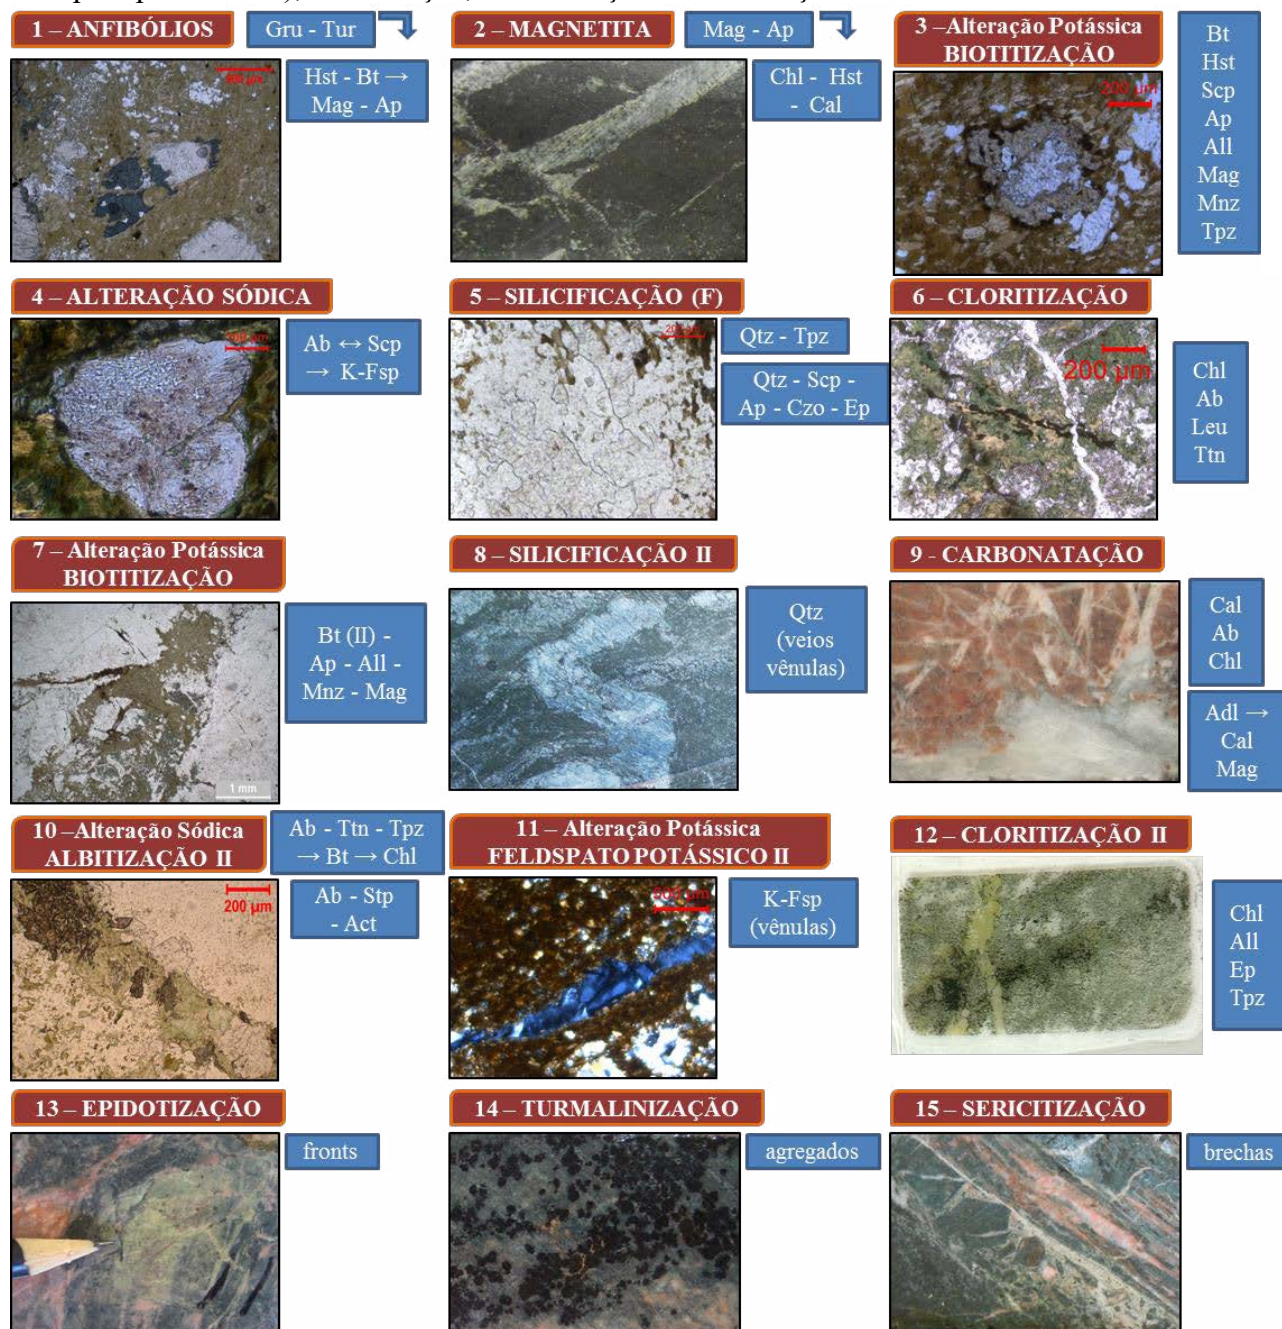 1 – ANFIBÓLIOS
Gru - Tur
Hst - Bt →
Mag - Ap
2 – MAGNETITA
Mag - Ap
Chl - Hst
- Cal
3 –Alteração Potássica
BIOTITIZAÇÃO
200 µm
Bt
Hst
Scp
Ap
All
Mag
Mnz
Tpz
4 – ALTERAÇÃO SÓDICA
Ab ↔ Scp
→ K-Fsp
5 – SILICIFICAÇÃO (F)
Qtz - Tpz
Qtz - Scp -
Ap - Czo - Ep
6 – CLORITIZAÇÃO
200 µm
Chl
Ab
Leu
Ttn
7 – Alteração Potássica
BIOTITIZAÇÃO
1 mm
Bt (II) -
Ap - All -
Mnz - Mag
8 – SILICIFICAÇÃO II
Qtz
(veios
vênulas)
9 - CARBONATAÇÃO
Cal
Ab
Chl
Adl →
Cal
Mag
10 –Alteração Sódica
ALBITIZAÇÃO II
200 µm
Ab - Ttn - Tpz
→ Bt → Chl
Ab - Stp
- Act
11 – Alteração Potássica
FELDSPATO POTÁSSICO II
K-Fsp
(vênulas)
12 – CLORITIZAÇÃO II
Chl
All
Ep
Tpz
13 – EPIDOTIZAÇÃO
fronts
14 – TURMALINIZAÇÃO
agregados
15 – SERICITIZAÇÃO
brechas